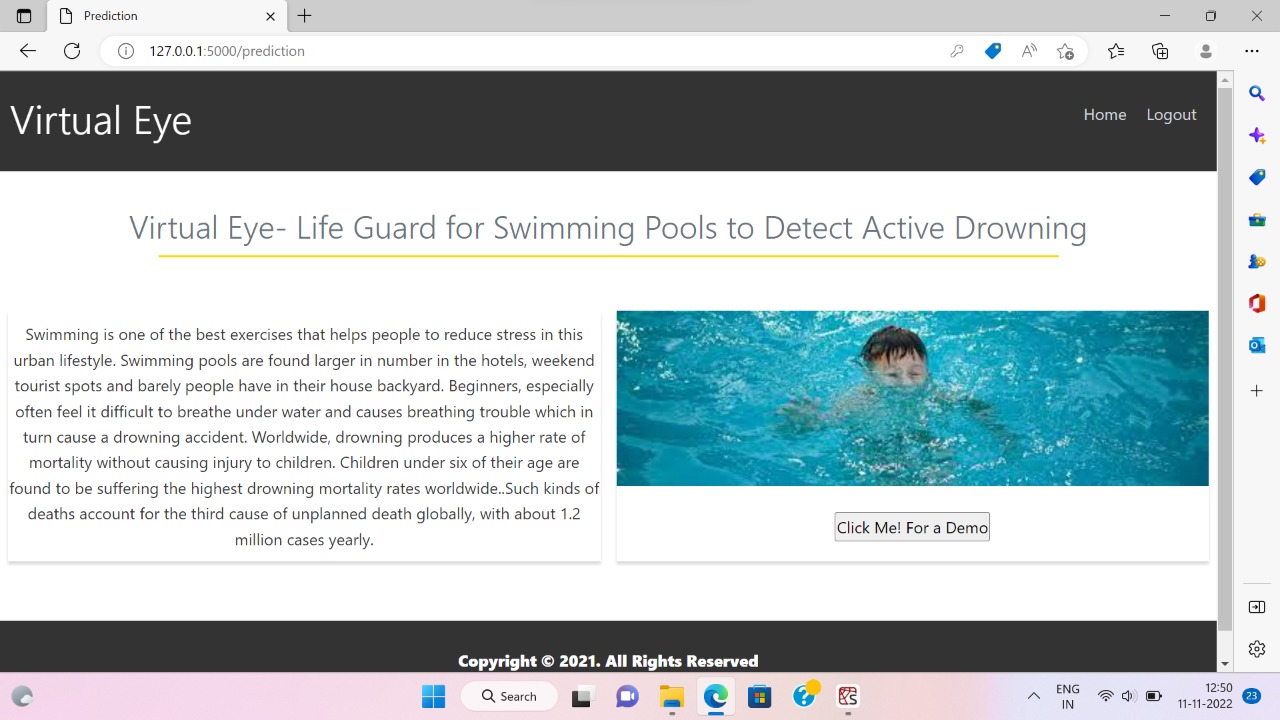 Prediction
127.0.0.1:5000/prediction
Virtual Eye
Home Logout
Virtual Eye- Life Guard for Swimming Pools to Detect Active Drowning
Swimming is one of the best exercises that helps people to reduce stress in this
urban lifestyle. Swimming pools are found larger in number in the hotels, weekend
tourist spots and barely people have in their house backyard. Beginners, especially
often feel it difficult to breathe under water and causes breathing trouble which in
turn cause a drowning accident. Worldwide, drowning produces a higher rate of
mortality without causing injury to children. Children under six of their age are
found to be suffering the highest drowning mortality rates worldwide..Such kinds of
deaths account for the third cause of unplanned death globally, with about 1.2
million cases yearly.
Click Me! For a Demo
Copyright © 2021. All Rights Reserved
Search
ENG
IN
12:50
11-11-2022
23